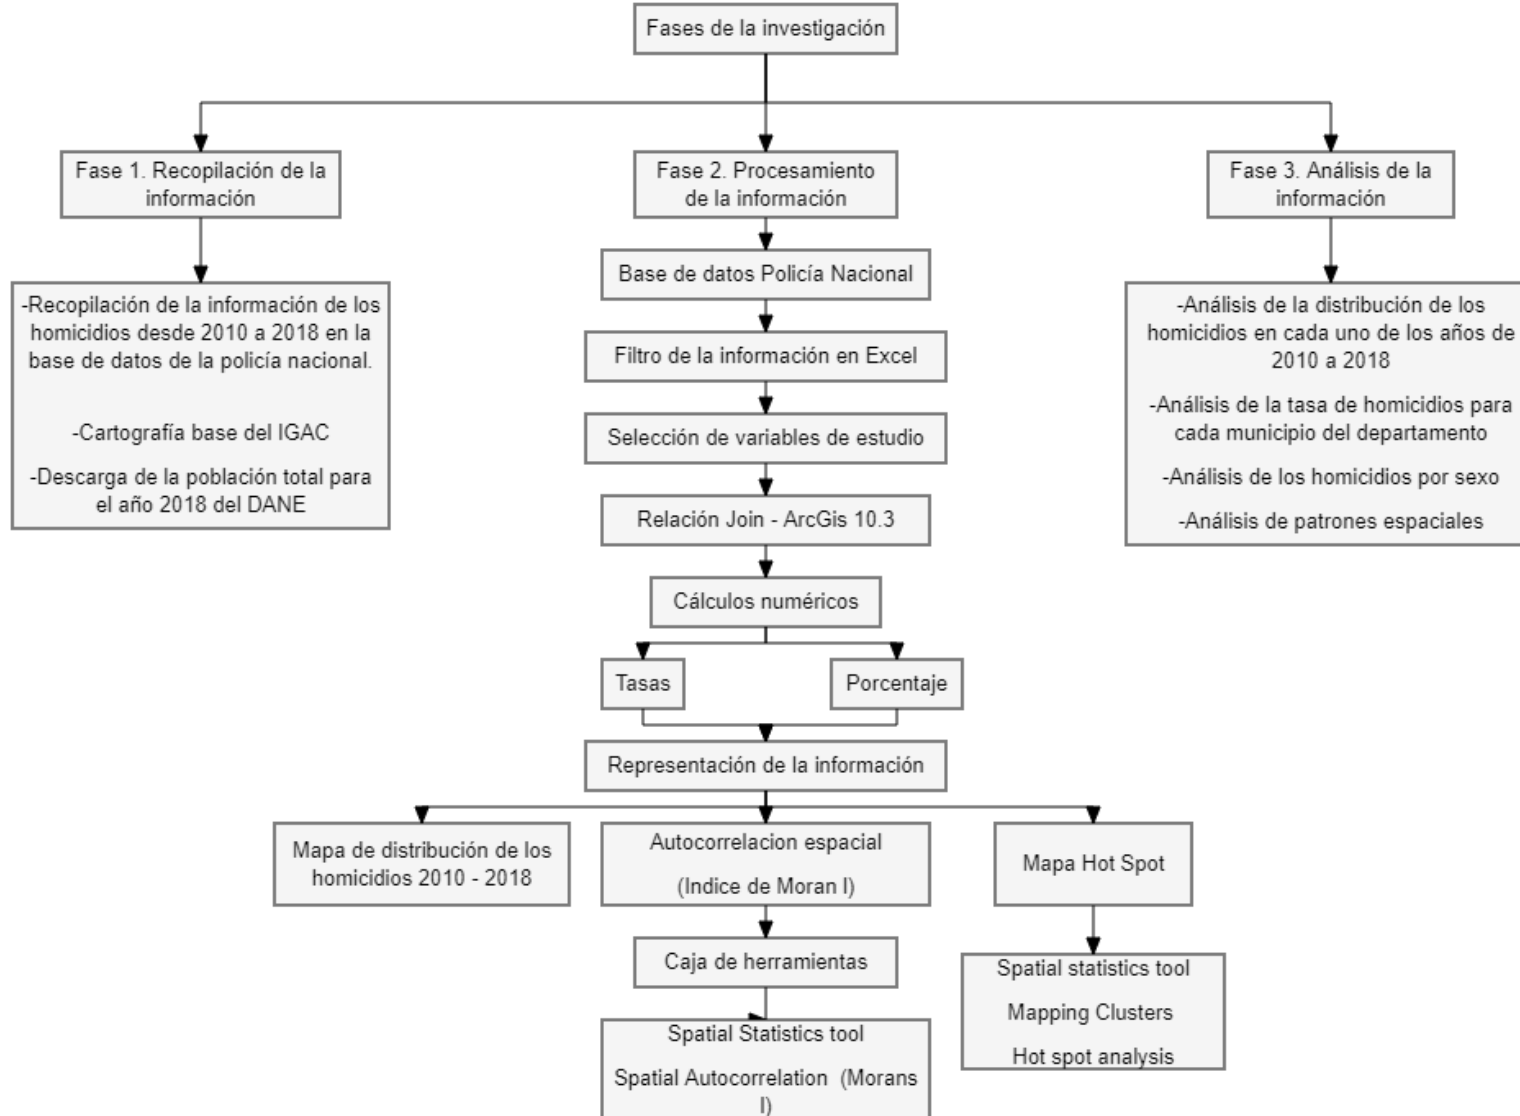 Fases de la investigación
Fase 1. Recopilación de la
información
Fase 2. Procesamiento
de la información
Fase 3. Análisis de la
información
-Recopilación de la información de los
homicidios desde 2010 a 2018 en la
base de datos de la policía nacional.
-Cartografía base del IGAC
-Descarga de la población total para
el año 2018 del DANE
Base de datos Policía Nacional
Filtro de la información en Excel
Selección de variables de estudio
Relación Join - ArcGis 10.3
Cálculos numéricos
Tasas
Porcentaje
Representación de la información
Mapa de distribución de los
homicidios 2010 - 2018
Autocorrelacion espacial
(Indice de Moran I)
Caja de herramientas
Spatial Statistics tool
Spatial Autocorrelation (Morans
I)
Mapa Hot Spot
Spatial statistics tool
Mapping Clusters
Hot spot analysis
-Análisis de la distribución de los
homicidios en cada uno de los años de
2010 a 2018
-Análisis de la tasa de homicidios para
cada municipio del departamento
-Análisis de los homicidios por sexo
-Análisis de patrones espaciales